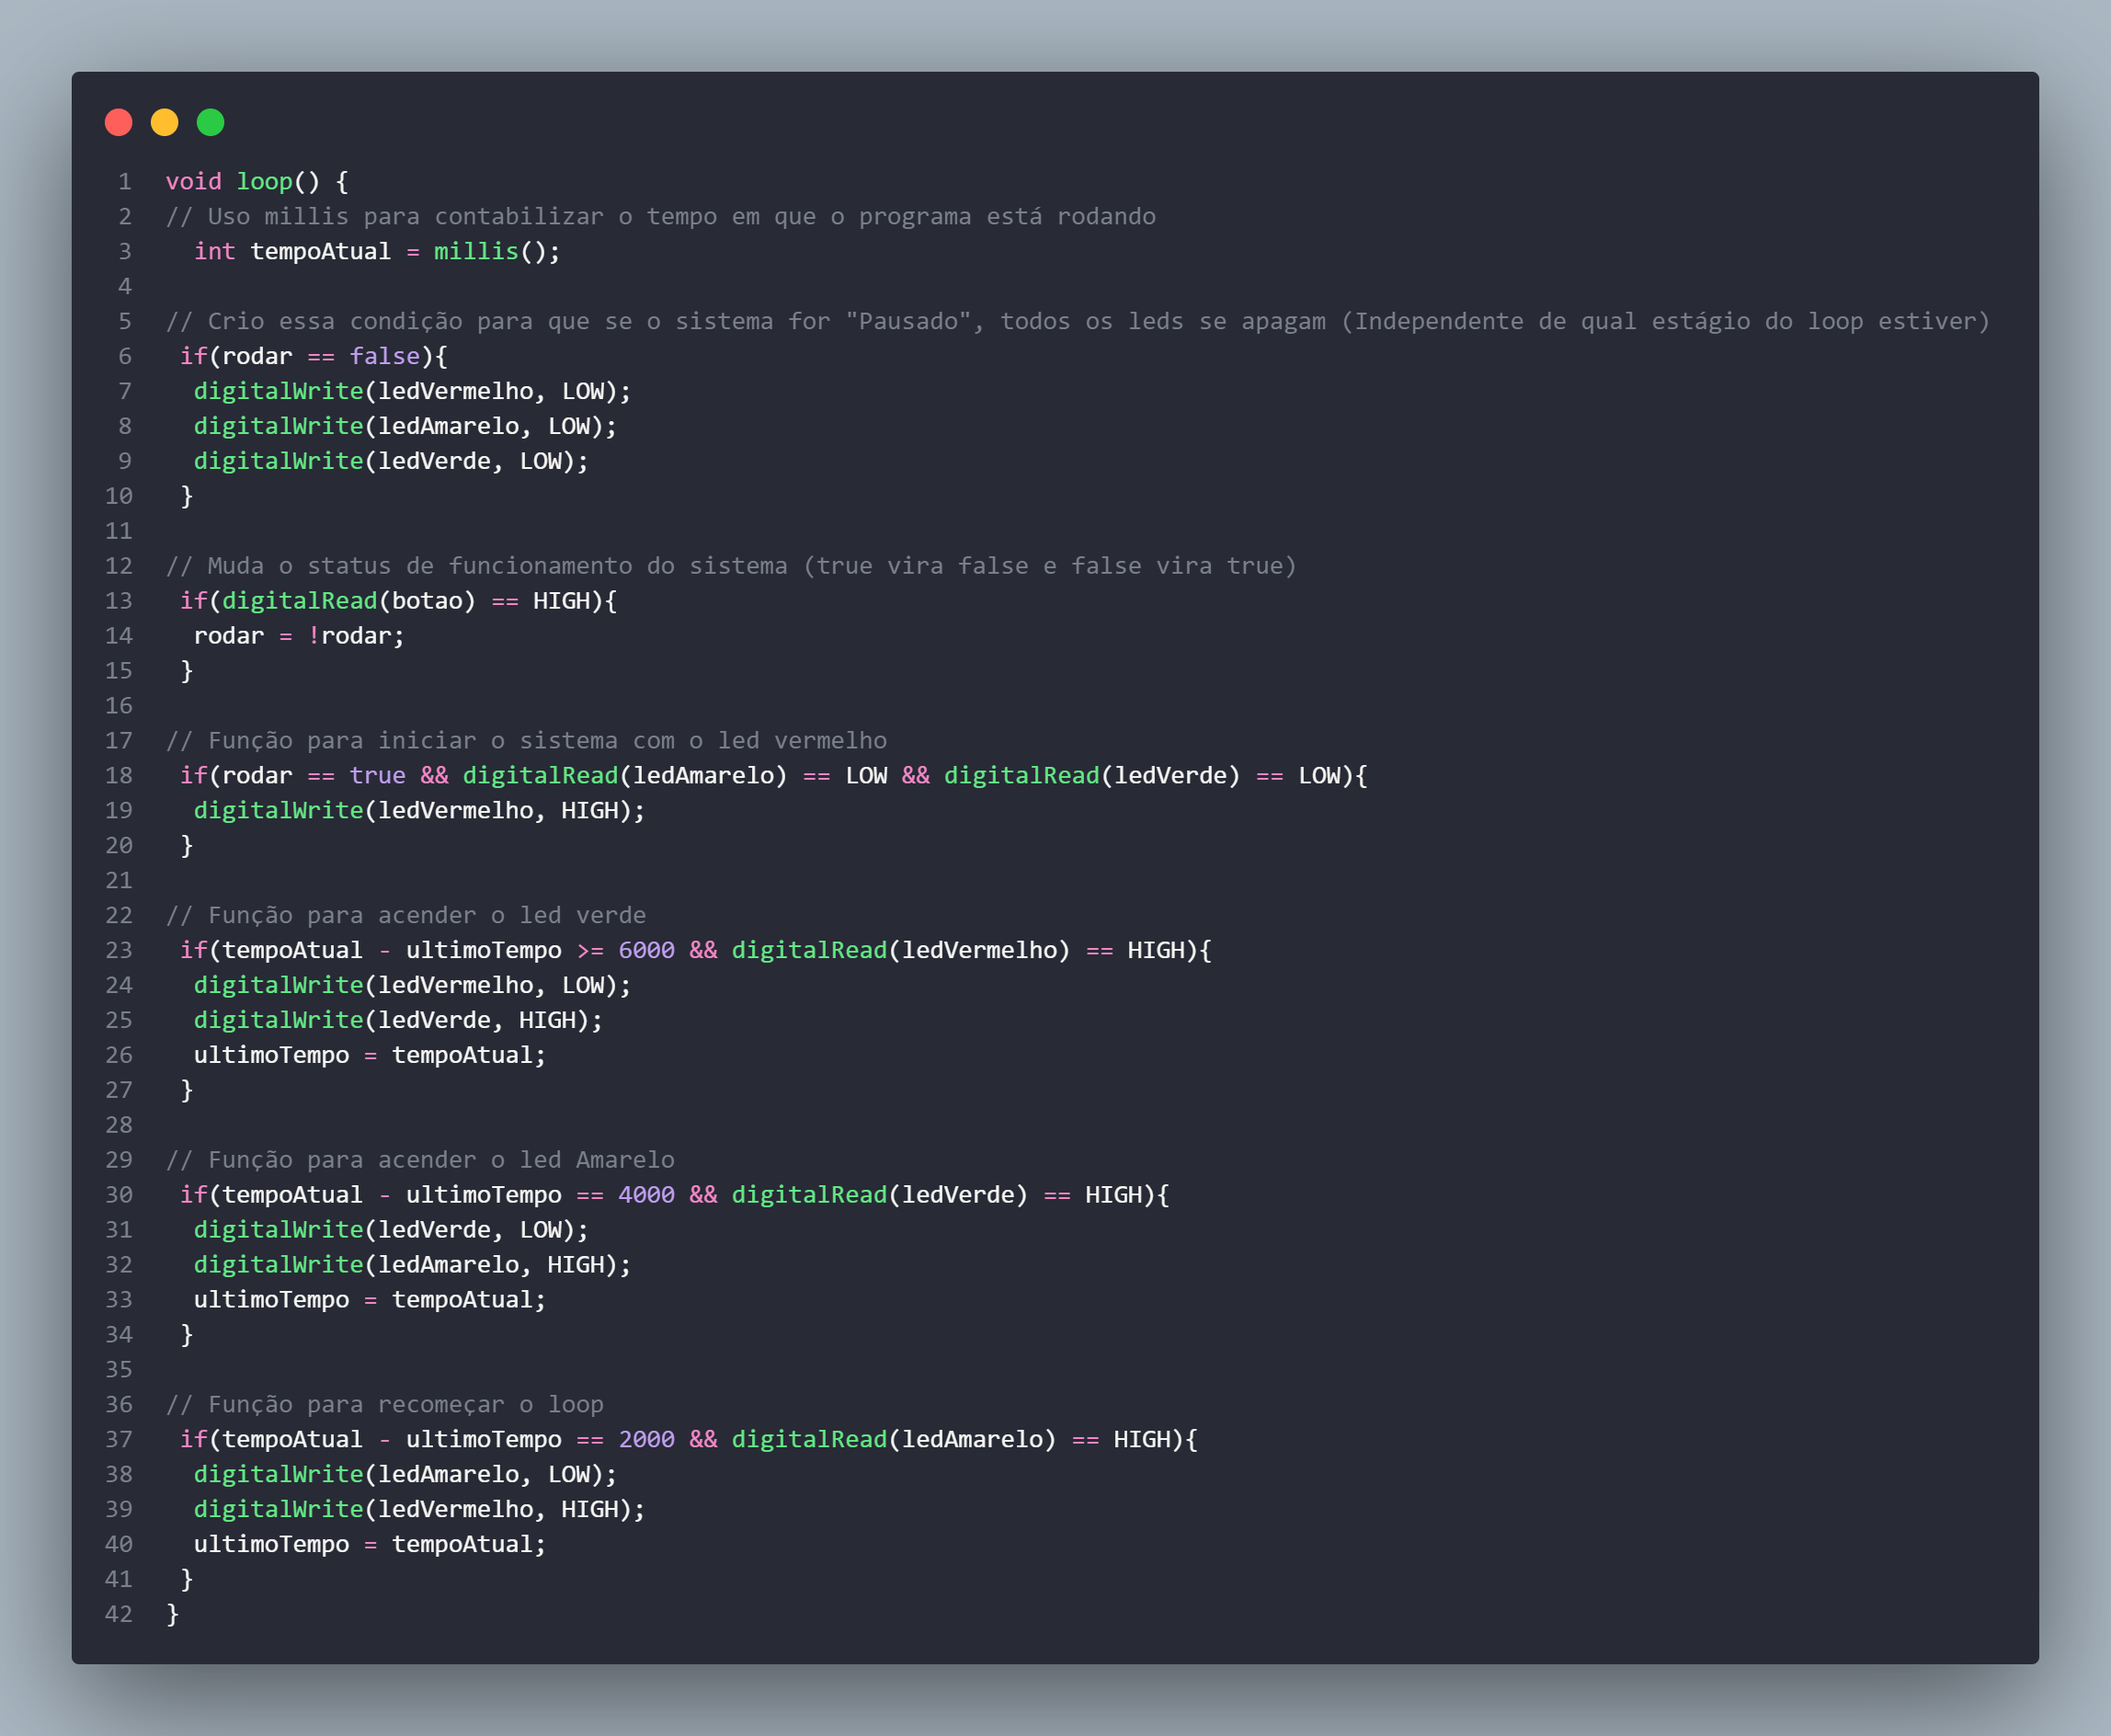 1 void loop() {
2 // Uso millis para contabilizar o tempo em que o programa está rodando
3   int tempoAtual = millis();
4
5 // Crio essa condição para que se o sistema for "Pausado", todos os leds se apagam (Independente de qual estágio do loop estiver)
6  if(rodar == false){
7   digitalWrite(ledVermelho, LOW);
8   digitalWrite(ledAmarelo, LOW);
9   digitalWrite(ledVerde, LOW);
10  }
11
12 // Muda o status de funcionamento do sistema (true vira false e false vira true)
13  if(digitalRead(botao) == HIGH){
14   rodar = !rodar;
15  }
16
17 // Função para iniciar o sistema com o led vermelho
18  if(rodar == true && digitalRead(ledAmarelo) == LOW && digitalRead(ledVerde) == LOW){
19   digitalWrite(ledVermelho, HIGH);
20  }
21
22 // Função para acender o led verde
23  if(tempoAtual - ultimoTempo >= 6000 && digitalRead(ledVermelho) == HIGH){
24   digitalWrite(ledVermelho, LOW);
25   digitalWrite(ledVerde, HIGH);
26   ultimoTempo = tempoAtual;
27  }
28
29 // Função para acender o led Amarelo
30  if(tempoAtual - ultimoTempo == 4000 && digitalRead(ledVerde) == HIGH){
31   digitalWrite(ledVerde, LOW);
32   digitalWrite(ledAmarelo, HIGH);
33   ultimoTempo = tempoAtual;
34  }
35
36 // Função para recomeçar o loop
37  if(tempoAtual - ultimoTempo == 2000 && digitalRead(ledAmarelo) == HIGH){
38   digitalWrite(ledAmarelo, LOW);
39   digitalWrite(ledVermelho, HIGH);
40   ultimoTempo = tempoAtual;
41  }
42 }